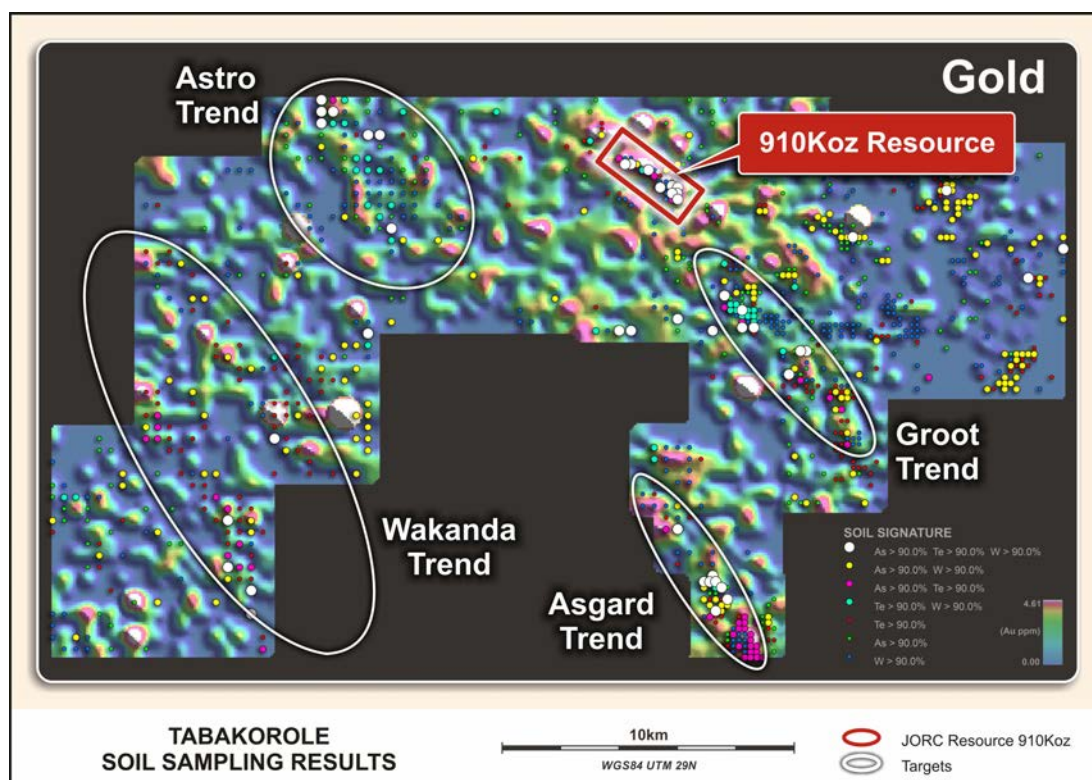 Gold
Astro
Trend
910Koz Resource
Groot
Trend
Wakanda
Trend
Asgard
Trend
SOIL SIGNATURE
As > 90.0% Te > 90.0% W > 90.0%
As > 90.0% W > 90.0%
As > 90.0% Te > 90.0%
Te > 90.0% W > 90.0%
Te > 90.0%
As > 90.0%
W > 90.0%
4.61
(Au ppm)
0.00
TABAKOROLE
SOIL SAMPLING RESULTS
10km
WGS84 UTM 29N
JORC Resource 910Koz
Targets